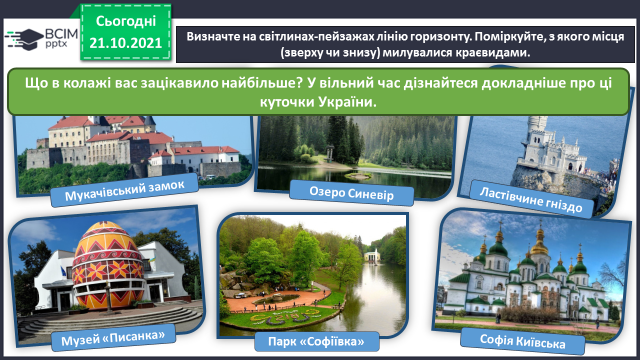 Сьогодні
21.10.2021
BCIM
pptx
Визначте на світлинах-пейзажах лінію горизонту. Поміркуйте, з якого місця
(зверху чи знизу) милувалися краєвидами.
Що в колажі вас зацікавило найбільше? У вільний час дізнайтеся докладніше про ці
куточки України.
Мукачівський замок
Озеро Синевір
Ластівчине гніздо
Музей «Писанка»
Парк «Софіївка»
Софія Київська